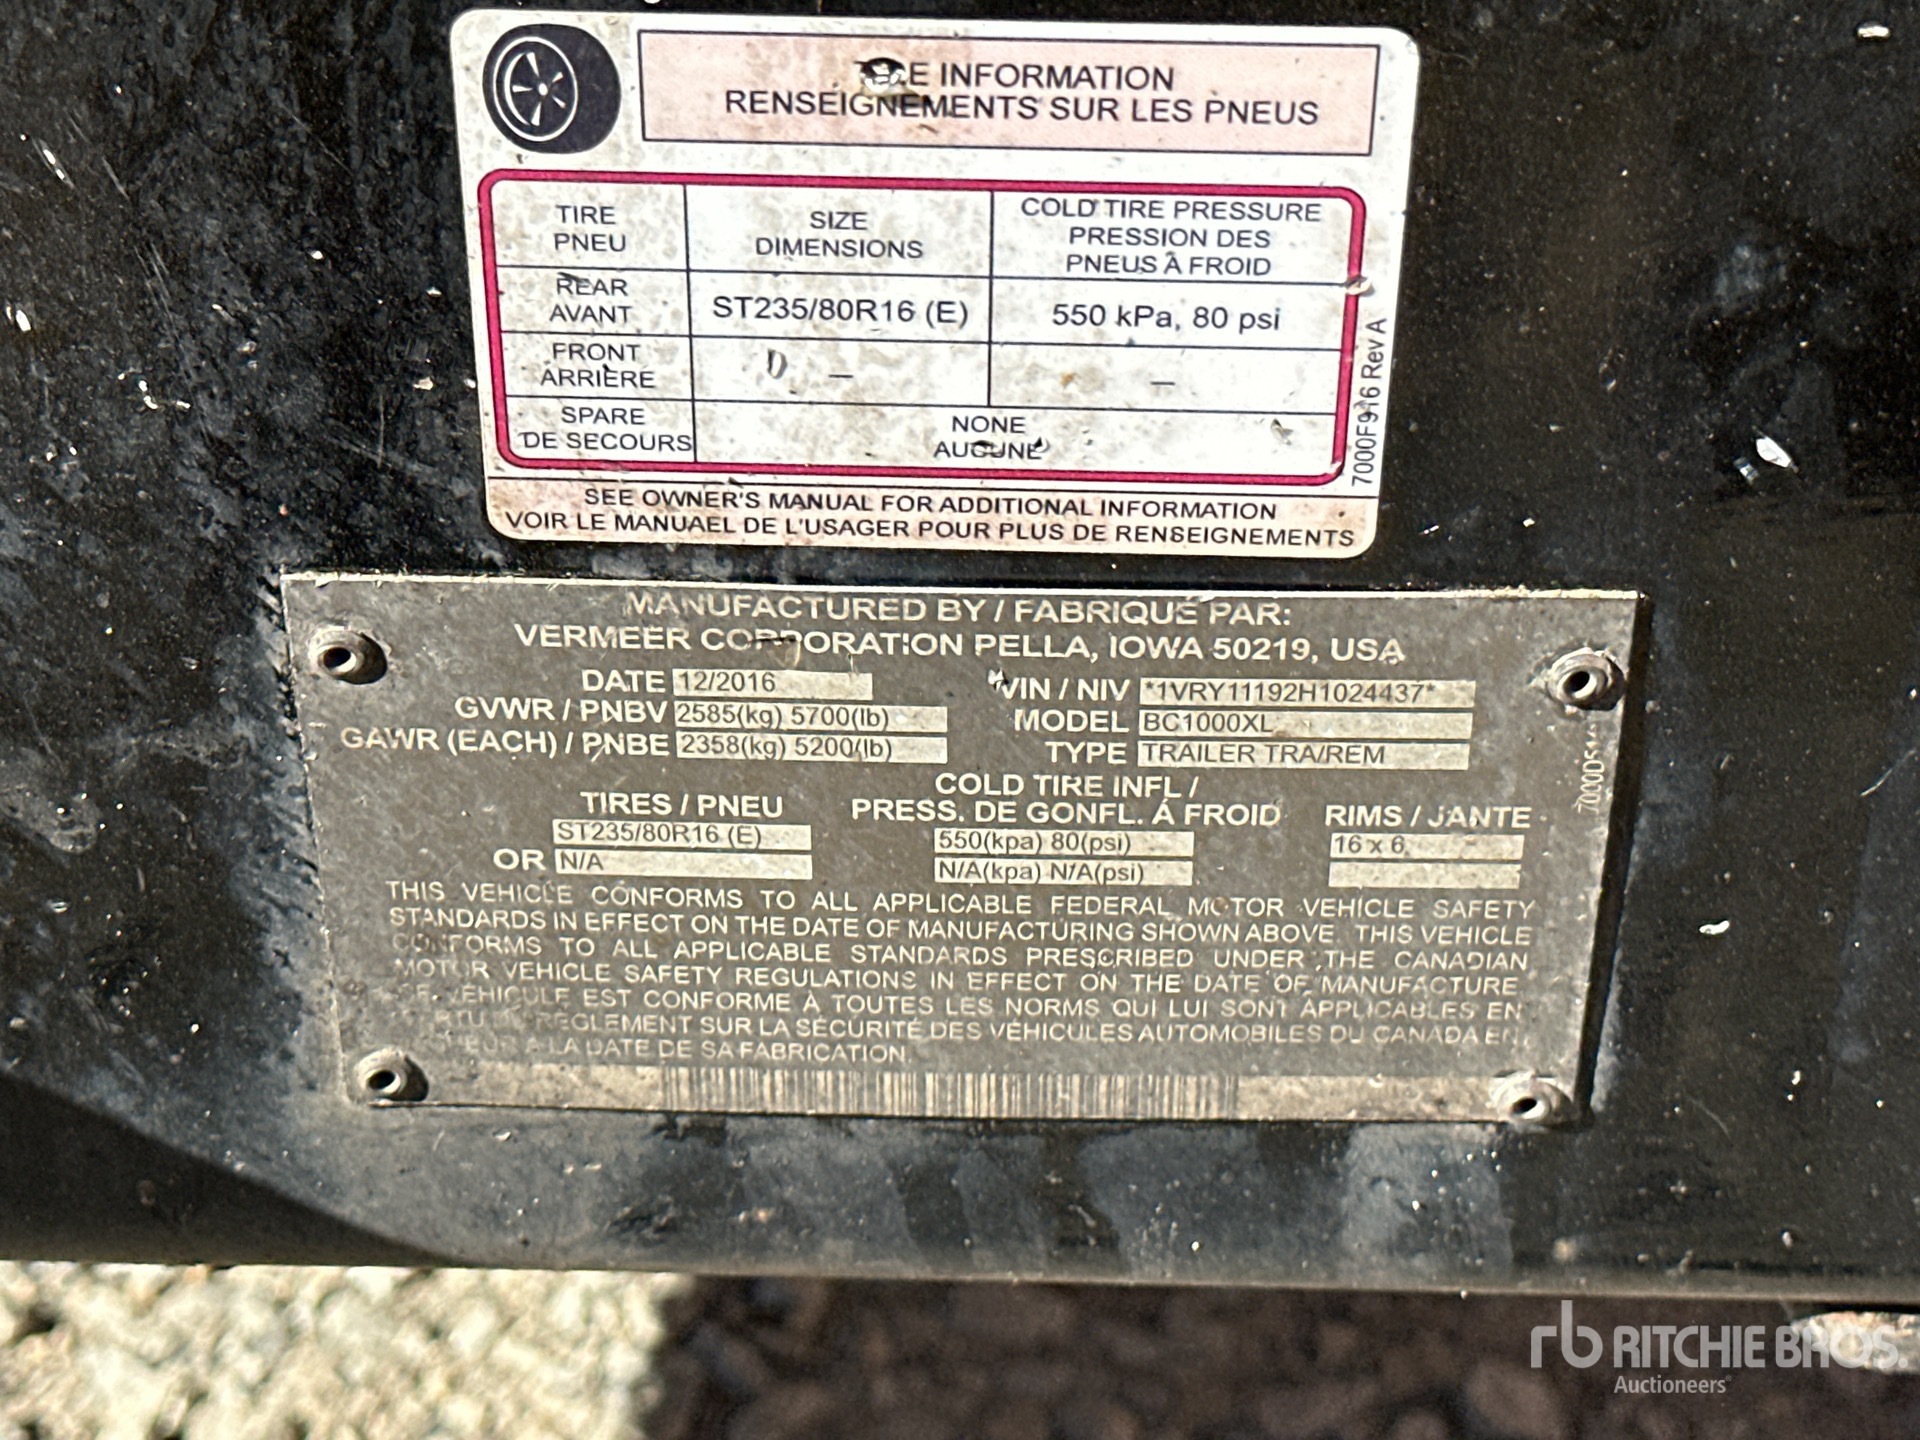 E INFORMATION
RENSEIGNEMENTS SUR LES PNEUS
TIRE
PNEU
SIZE
DIMENSIONS
COLD TIRE PRESSURE
PRESSION DES
PNEUS À FROID
REAR
AVANT
ST235/80R16 (E)
550 kPa, 80 psi
FRONT
ARRIÈRE
–
–
SPARE
DE SECOURS
NONE
AUCUNE
7000F916 Rev A
SEE OWNER'S MANUAL FOR ADDITIONAL INFORMATION
VOIR LE MANUAEL DE L'USAGER POUR PLUS DE RENSEIGNEMENTS
MANUFACTURED BY / FABRIQUÉ PAR:
VERMEER CORPORATION PELLA, IOWA 50219, USA
DATE 12/2016 VIN / NIV *1VRY11192H1024437*
GVWR / PNBV 2585(kg) 5700(lb) MODEL BC1000XL
GAWR (EACH) / PNBE 2358(kg) 5200(lb) TYPE TRAILER TRA/REM
COLD TIRE INFL /
TIRES / PNEU PRESS. DE GONFL. À FROID RIMS / JANTE
ST235/80R16 (E) 550(kpa) 80(psi) 16 x 6
OR N/A N/A(kpa) N/A(psi)
THIS VEHICLE CONFORMS TO ALL APPLICABLE FEDERAL MOTOR VEHICLE SAFETY
STANDARDS IN EFFECT ON THE DATE OF MANUFACTURING SHOWN ABOVE. THIS VEHICLE
CONFORMS TO ALL APPLICABLE STANDARDS PRESCRIBED UNDER THE CANADIAN
MOTOR VEHICLE SAFETY REGULATIONS IN EFFECT ON THE DATE OF MANUFACTURE
CE VÉHICULE EST CONFORME À TOUTES LES NORMS QUI LUI SONT APPLICABLES EN
RÈGLEMENT SUR LA SÉCURITÉ DES VÉHICULES AUTOMOBILES DU CANADA EN
A LA DATE DE SA FABRICATION.
rb RITCHIE BROS.
Auctioneers